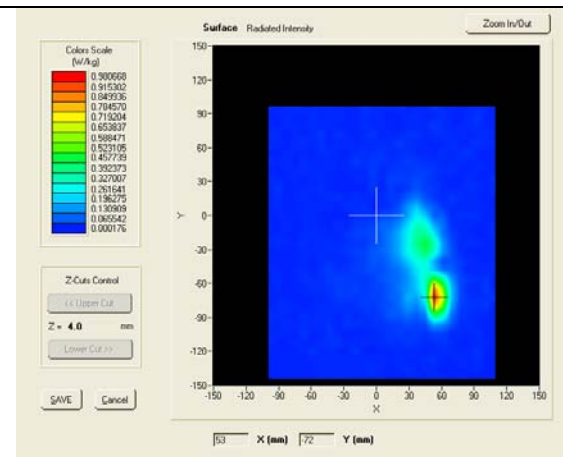 Surface Radiated Intensity
Zoom In/Out
Colors Scale
(W/kg)
0.980668
0.915302
0.849936
0.784570
0.719204
0.653837
0.588471
0.523105
0.457739
0.392373
0.327007
0.261641
0.196275
0.130909
0.065542
0.000176
Z-Cuts Control
<< Upper Cut
Z = 4.0 mm
Lower Cut >>
SAVE Cancel
150
120
90
60
30
0
-30
-60
-90
-120
-150
Y
-150 -120 -90 -60 -30 0 30 60 90 120 150
X
53 X (mm) -72 Y (mm)